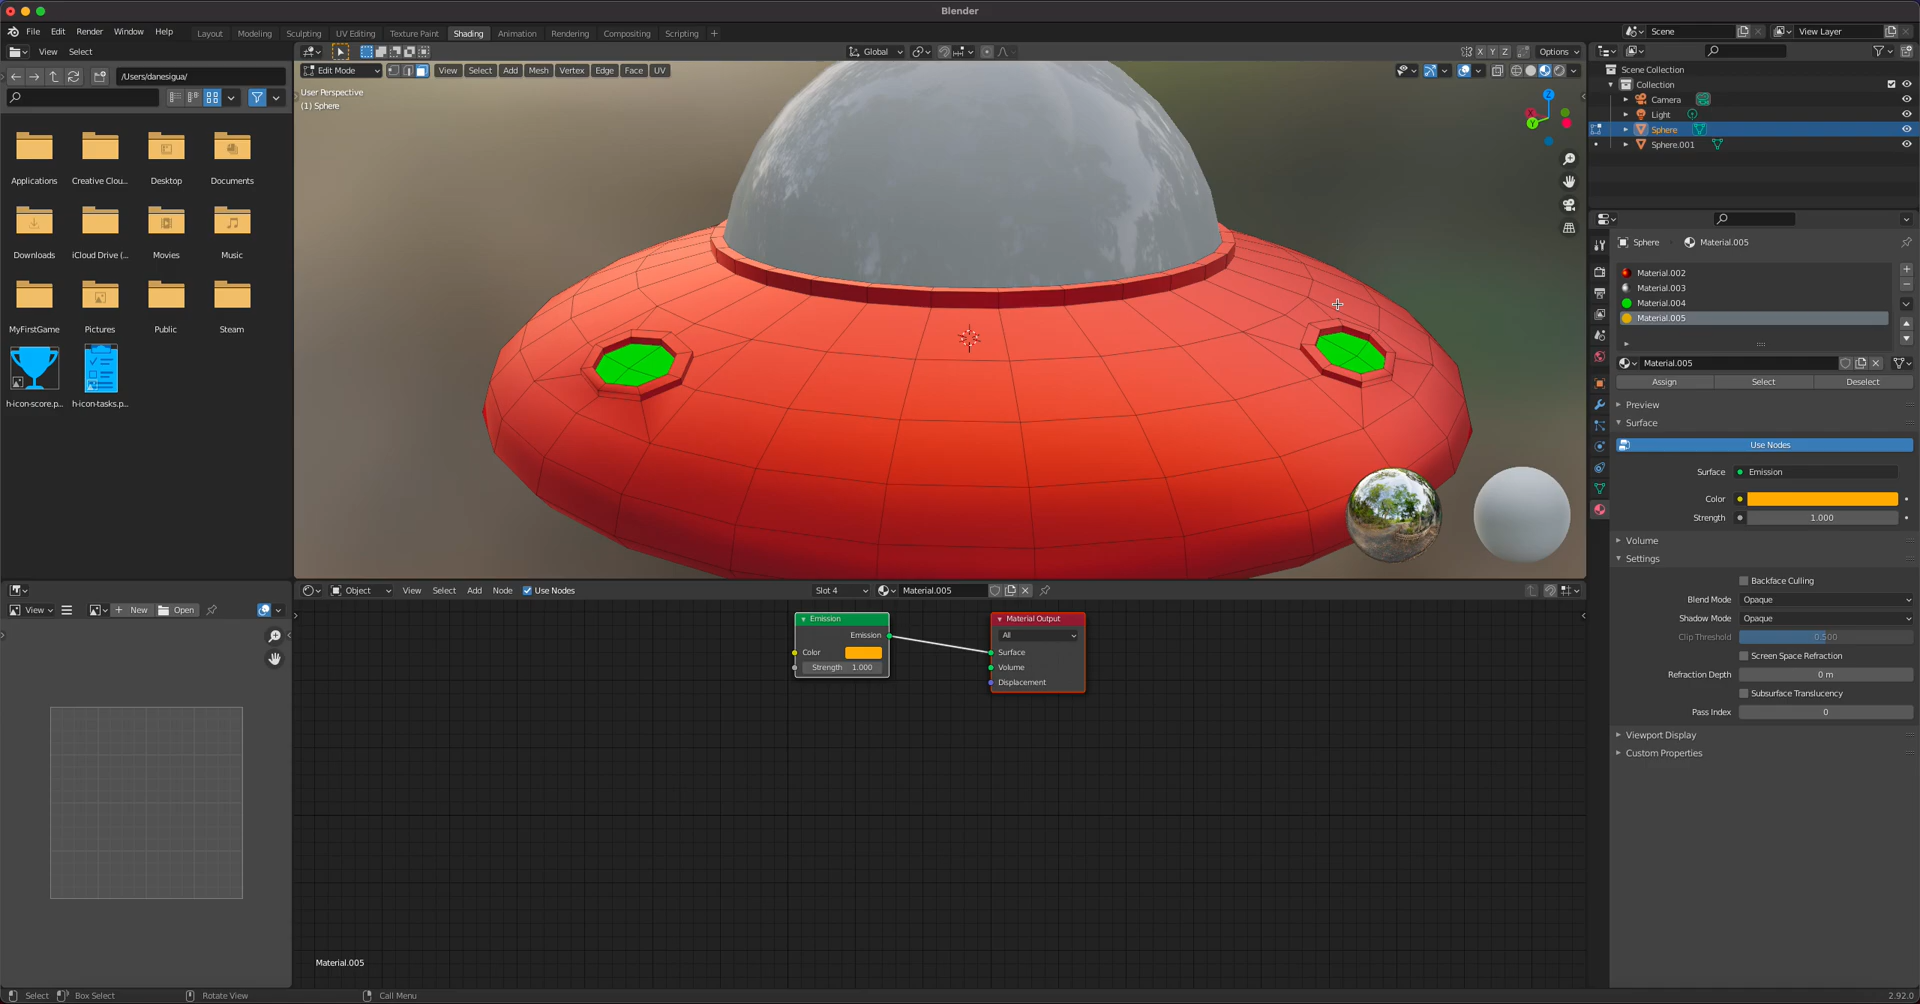 Blender
File Edit Render Window Help
Layout Modeling Sculpting UV Editing Texture Paint Shading Animation Rendering Compositing Scripting +
Scene View Layer
View Select
/Users/danesigua/
Applications Creative Clou... Desktop Documents
Downloads iCloud Drive (... Movies Music
MyFirstGame Pictures Public Steam
h-icon-score.p... h-icon-tasks.p...
Global Options
X Y Z
Edit Mode View Select Add Mesh Vertex Edge Face UV
User Perspective
(1) Sphere
Z
Y
Scene Collection
Collection
Camera
Light
Sphere
Sphere.001
Sphere Material.005
Material.002
Material.003
Material.004
Material.005
Material.005
Assign Select Deselect
Preview
Surface
Use Nodes
Surface Emission
Color
Strength 1.000
Volume
Settings
Backface Culling
Blend Mode Opaque
Shadow Mode Opaque
Clip Threshold 0.500
Screen Space Refraction
Refraction Depth 0 m
Subsurface Translucency
Pass Index 0
Viewport Display
Custom Properties
View New Open
Object View Select Add Node Use Nodes Slot 4 Material.005
Emission
Emission
Color
Strength 1.000
Material Output
All
Surface
Volume
Displacement
Material.005
Select Box Select Rotate View Call Menu 2.92.0